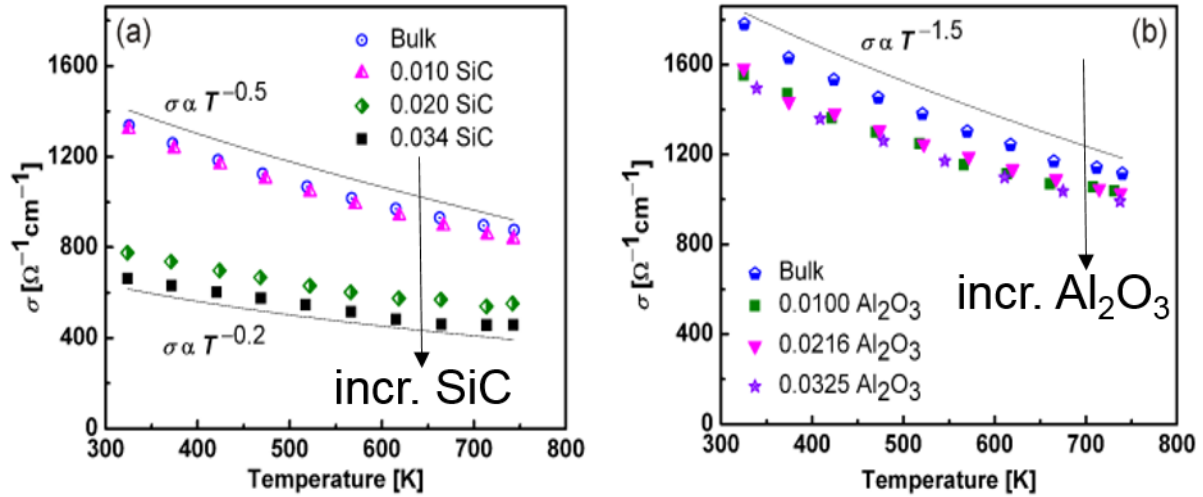 (a)
σ α T⁻⁰·⁵
Bulk
0.010 SiC
0.020 SiC
0.034 SiC
σ α T⁻⁰·²
incr. SiC
1600
1200
800
400
0
σ [Ω⁻¹cm⁻¹]
300 400 500 600 700 800
Temperature [K]
(b)
σ α T⁻¹·⁵
Bulk
0.0100 Al₂O₃
0.0216 Al₂O₃
0.0325 Al₂O₃
incr. Al₂O₃
1600
1200
800
400
0
σ [Ω⁻¹cm⁻¹]
300 400 500 600 700 800
Temperature [K]